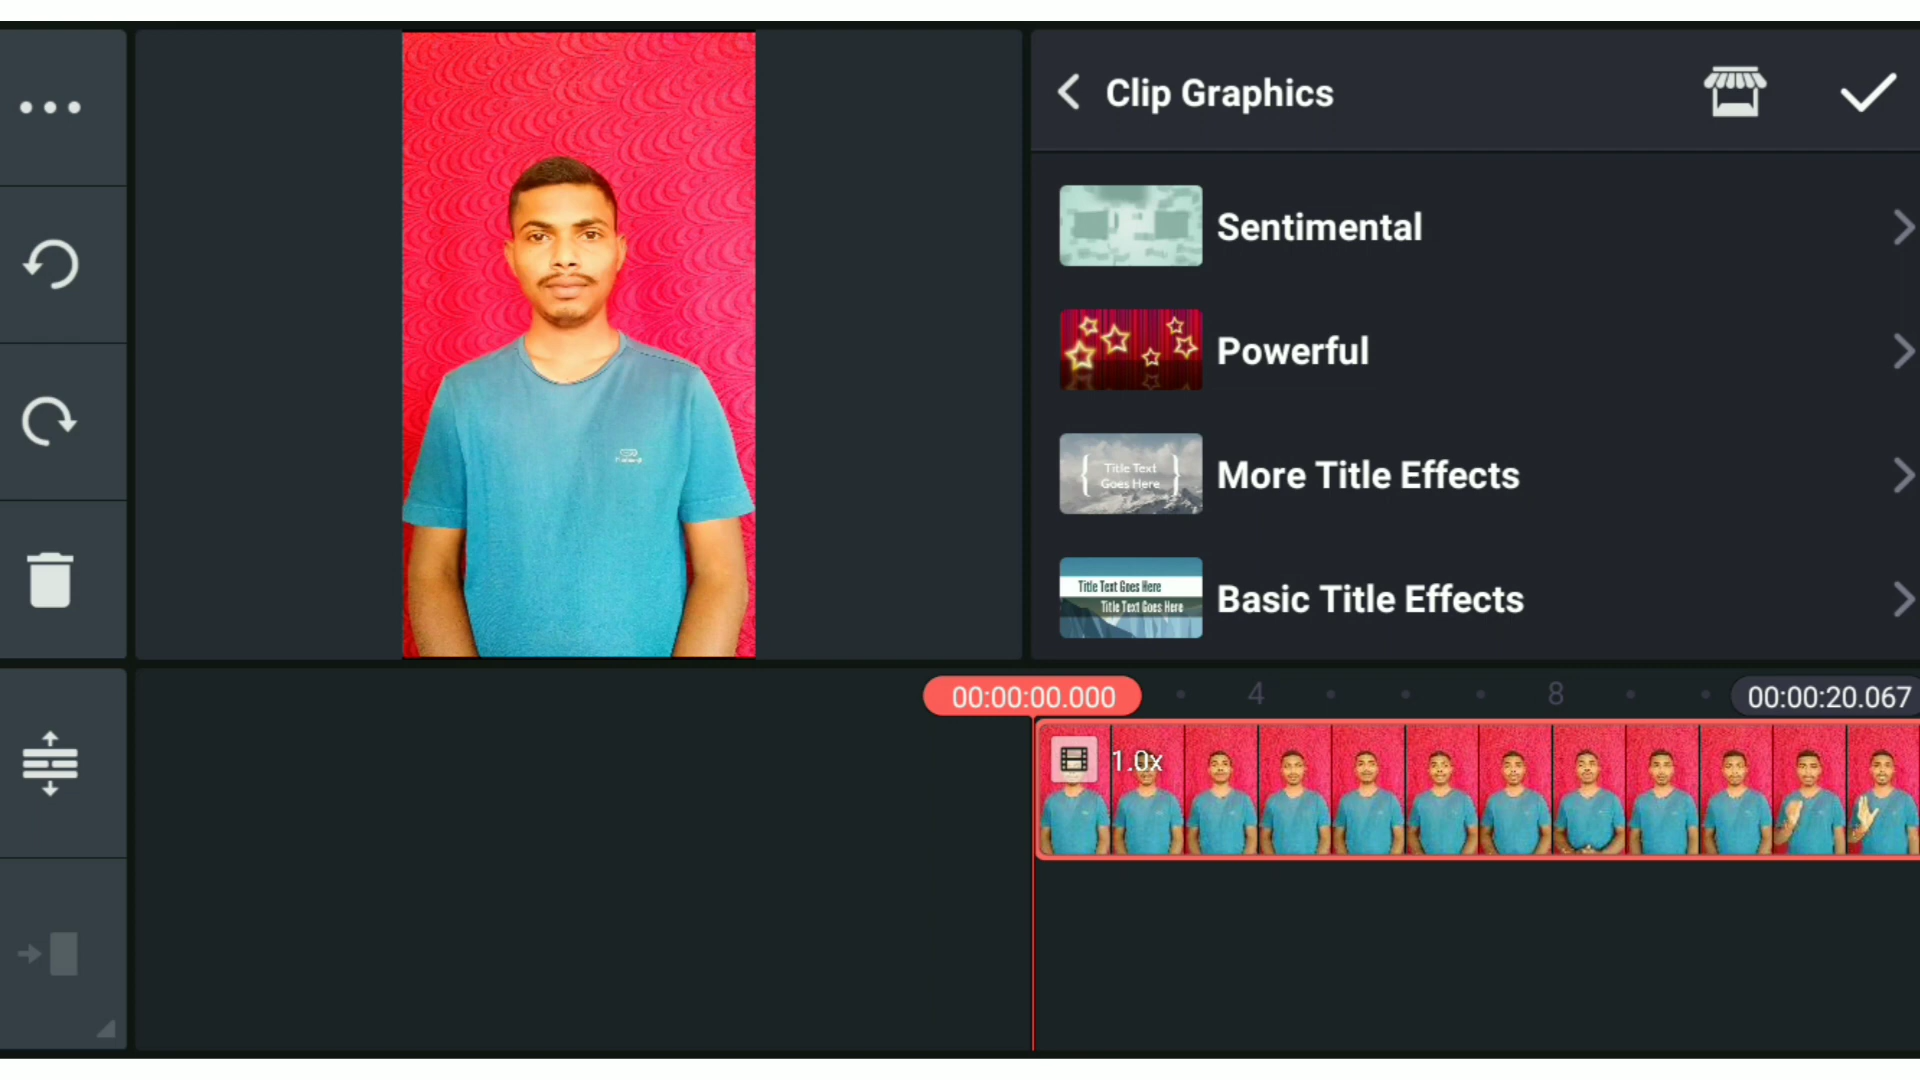 Clip Graphics
Sentimental
Powerful
Title Text
Goes Here
More Title Effects
Title Text Goes Here
Title Text Goes Here
Basic Title Effects
00:00:00.000
4
8
00:00:20.067
1.0x